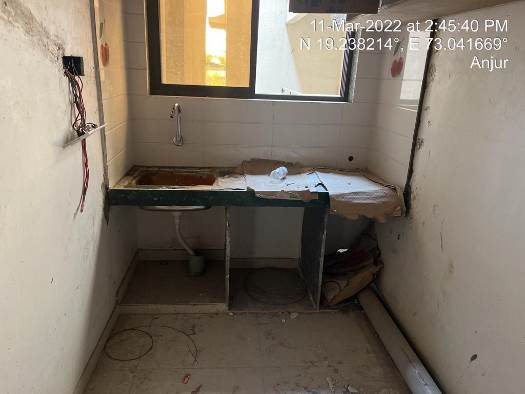 11-Mar-2022 at 2:45:40 PM
N 19.238214°, E 73.041669°
Anjur